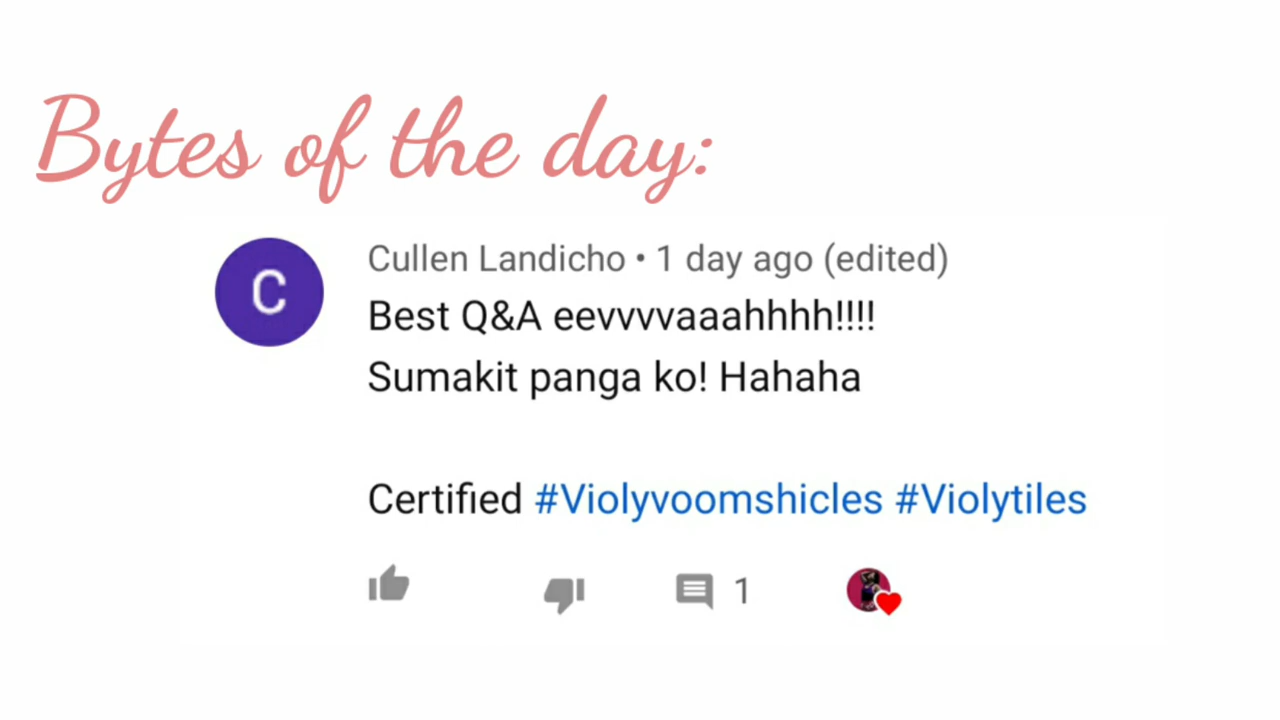 Bytes of the day:
C
Cullen Landicho • 1 day ago (edited)
Best Q&A eevvvvaaahhhh!!!!
Sumakit panga ko! Hahaha
Certified #Violyvoomshicles #Violytiles
1